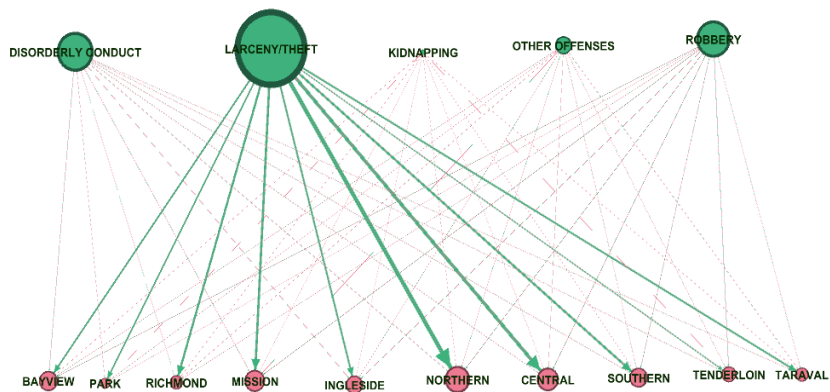 DISORDERLY CONDUCT
LARCENY/THEFT
KIDNAPPING
OTHER OFFENSES
ROBBERY
BAYVIEW
PARK
RICHMOND
MISSION
INGLESIDE
NORTHERN
CENTRAL
SOUTHERN
TENDERLOIN
TARAVAL